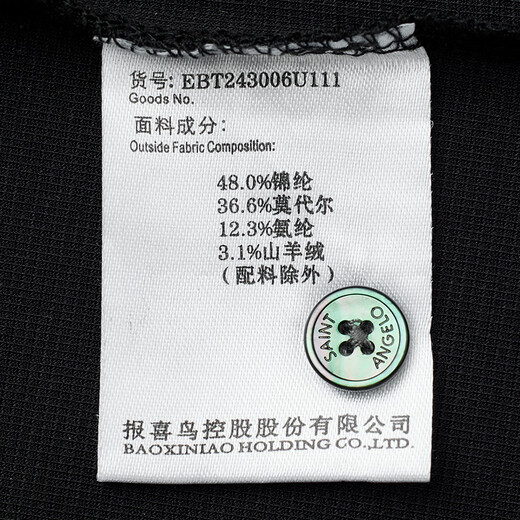 货号: EBT243006U111
Goods No.
面料成分:
Outside Fabric Composition:
48.0%锦纶
36.6%莫代尔
12.3%氨纶
3.1%山羊绒
(配料除外)
SAINT ANGELO
报喜鸟控股股份有限公司
BAOXINIAO HOLDING CO.,LTD.